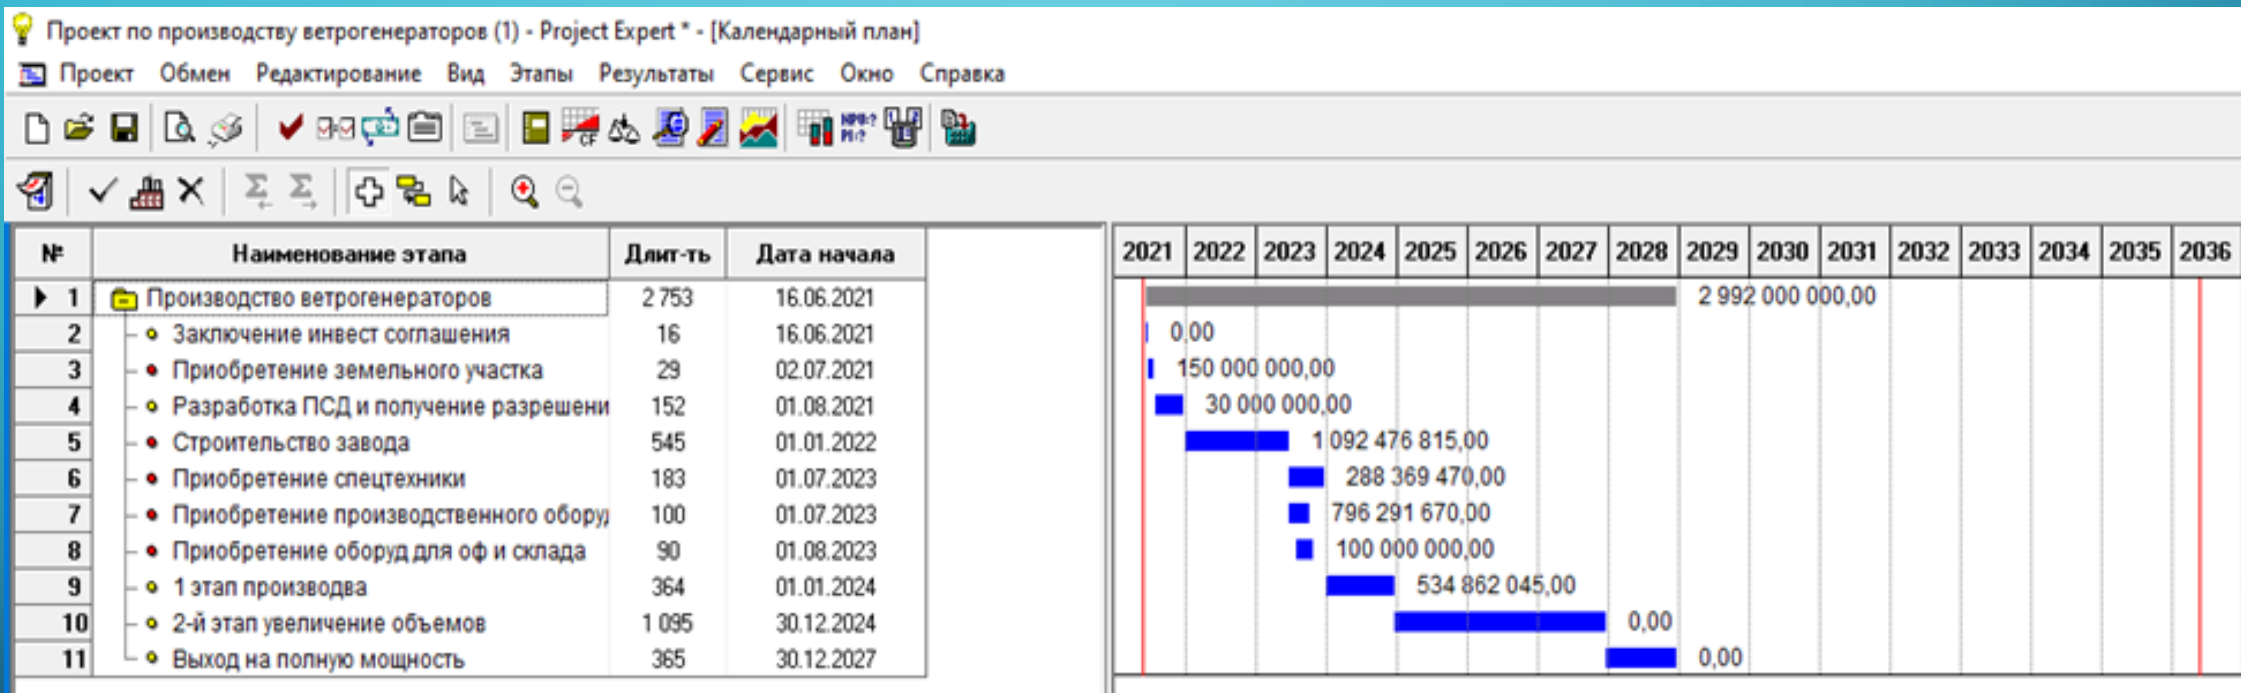 Проект по производству ветрогенераторов (1) - Project Expert * - [Календарный план]
Проект Обмен Редактирование Вид Этапы Результаты Сервис Окно Справка
№ Наименование этапа Длит-ть Дата начала 2021 2022 2023 2024 2025 2026 2027 2028 2029 2030 2031 2032 2033 2034 2035 2036
1 Производство ветрогенераторов 2 753 16.06.2021 2 992 000 000,00
2 Заключение инвест соглашения 16 16.06.2021 0,00
3 Приобретение земельного участка 29 02.07.2021 150 000 000,00
4 Разработка ПСД и получение разрешени 152 01.08.2021 30 000 000,00
5 Строительство завода 545 01.01.2022 1 092 476 815,00
6 Приобретение спецтехники 183 01.07.2023 288 369 470,00
7 Приобретение производственного обору 100 01.07.2023 796 291 670,00
8 Приобретение оборуд для оф и склада 90 01.08.2023 100 000 000,00
9 1 этап производва 364 01.01.2024 534 862 045,00
10 2-й этап увеличение объемов 1 095 30.12.2024 0,00
11 Выход на полную мощность 365 30.12.2027 0,00